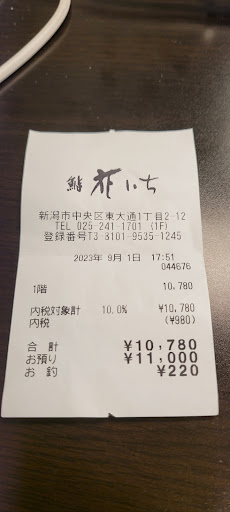 鮨 花いち
新潟市中央区東大通1丁目2-12
TEL 025-241-1701 (1F)
登録番号T3-8101-9535-1245
2023年 9月 1日 17:51
044676
1階 10,780
内税対象計 10.0% ¥10,780
内税 (¥980)
合 計 ¥10,780
お預り ¥11,000
お 釣 ¥220